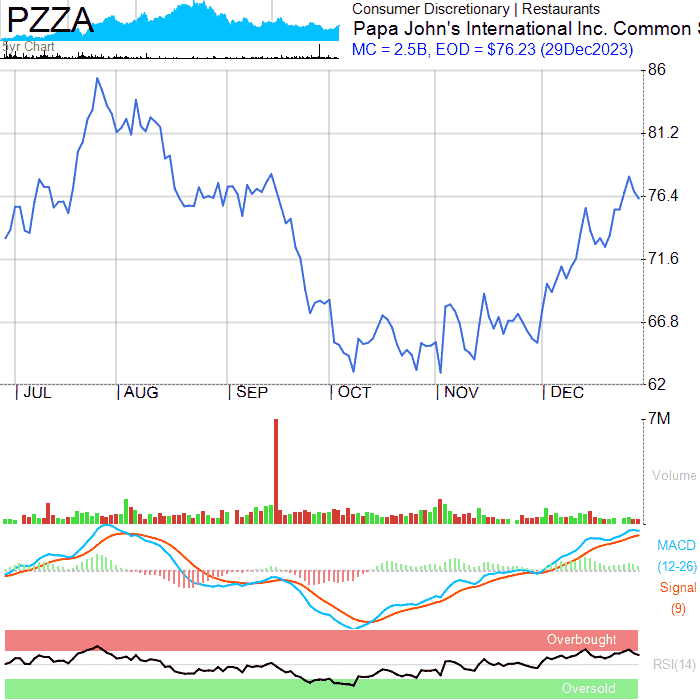 PZZA
5yr Chart
Consumer Discretionary | Restaurants
Papa John's International Inc. Common S
MC = 2.5B, EOD = $76.23 (29Dec2023)
86
81.2
76.4
71.6
66.8
62
JUL AUG SEP OCT NOV DEC
7M
Volume
MACD
(12-26)
Signal
(9)
Overbought
RSI(14)
Oversold